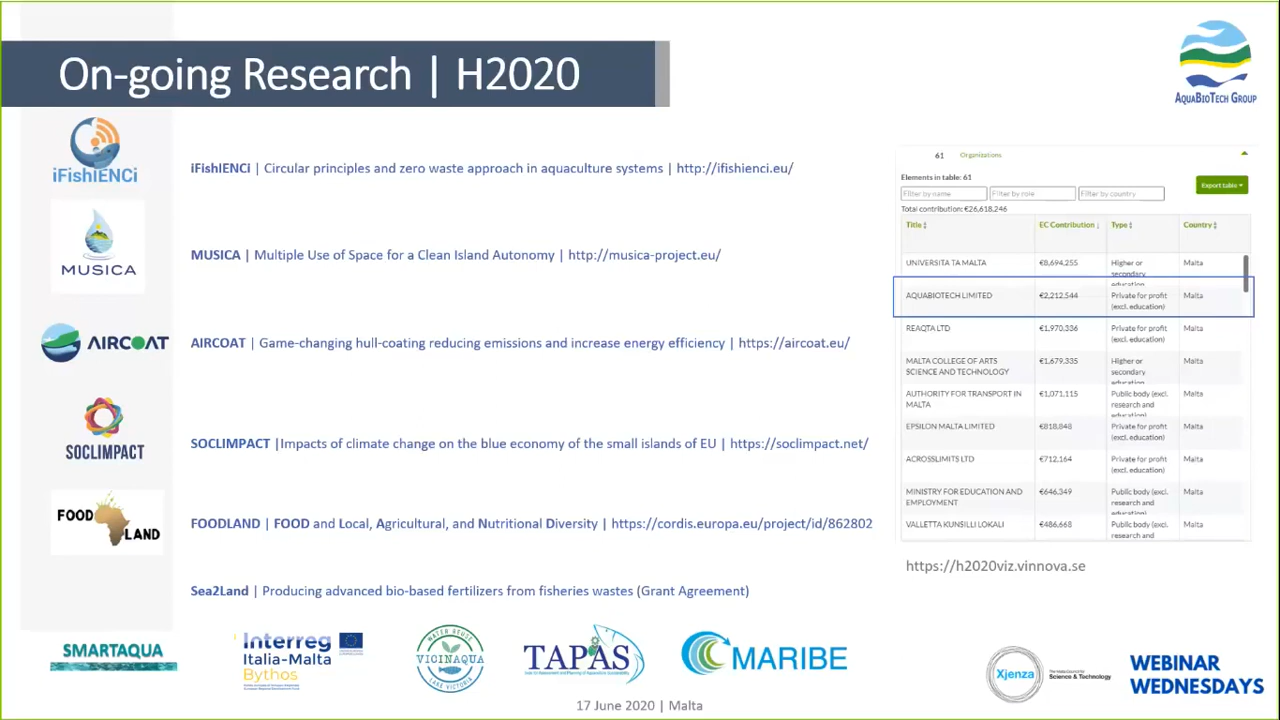 On-going Research | H2020
AQUABIOTECH GROUP
iFishIENCi
iFishIENCi | Circular principles and zero waste approach in aquaculture systems | http://ifishienci.eu/
MUSICA
MUSICA | Multiple Use of Space for a Clean Island Autonomy | http://musica-project.eu/
AIRCOAT
AIRCOAT | Game-changing hull-coating reducing emissions and increase energy efficiency | https://aircoat.eu/
SOCLIMPACT
SOCLIMPACT |Impacts of climate change on the blue economy of the small islands of EU | https://soclimpact.net/
FOOD LAND
FOODLAND | FOOD and Local, Agricultural, and Nutritional Diversity | https://cordis.europa.eu/project/id/862802
Sea2Land | Producing advanced bio-based fertilizers from fisheries wastes (Grant Agreement)
61 Organizations
Elements in table: 61
Export table
Filter by name Filter by role Filter by country
Total contribution: €26,618,246
Title EC Contribution Type Country
UNIVERSITA TA MALTA €8,694,255 Higher or Malta
secondary
education
AQUABIOTECH LIMITED €2,212,544 Private for profit Malta
(excl. education)
REAQTA LTD €1,970,336 Private for profit Malta
(excl. education)
MALTA COLLEGE OF ARTS €1,679,335 Higher or Malta
SCIENCE AND TECHNOLOGY secondary
education
AUTHORITY FOR TRANSPORT IN €1,071,115 Public body (excl. Malta
MALTA research and
education)
EPSILON MALTA LIMITED €818,848 Private for profit Malta
(excl. education)
ACROSSLIMITS LTD €712,164 Private for profit Malta
(excl. education)
MINISTRY FOR EDUCATION AND €646,349 Public body (excl. Malta
EMPLOYMENT research and
education)
VALLETTA KUNSILLI LOKALI €486,668 Public body (excl. Malta
research and
https://h2020viz.vinnova.se
SMARTAQUA
Interreg
Italia-Malta
Bythos
WATER REUSE
VICINAQUA
LAKE VICTORIA
TAPAS
MARIBE
Xjenza
Science & Technology
WEBINAR
WEDNESDAYS
17 June 2020 | Malta